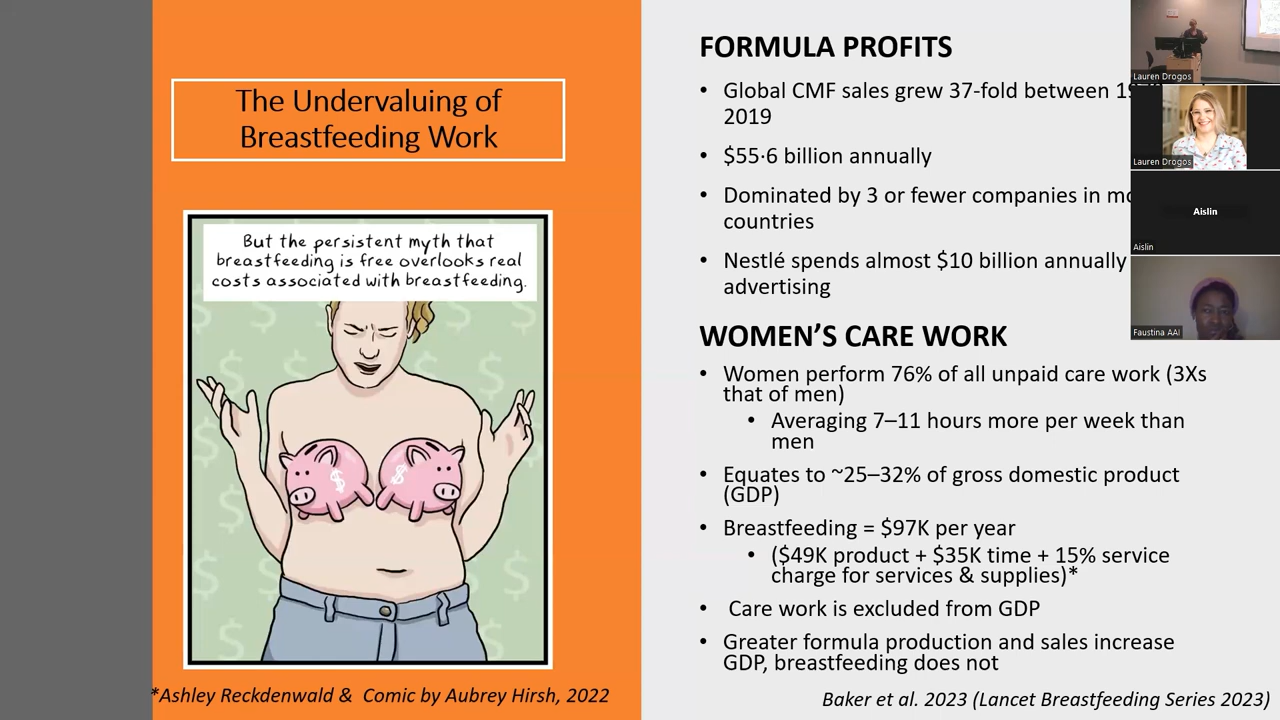 The Undervaluing of
Breastfeeding Work
But the persistent myth that
breastfeeding is free overlooks real
costs associated with breastfeeding.
$
$
*Ashley Reckdenwald & Comic by Aubrey Hirsh, 2022
FORMULA PROFITS
• Global CMF sales grew 37-fold between
2019
• $55·6 billion annually
• Dominated by 3 or fewer companies in
countries
• Nestlé spends almost $10 billion annually
advertising
WOMEN’S CARE WORK
• Women perform 76% of all unpaid care work (3Xs
that of men)
• Averaging 7–11 hours more per week than
men
• Equates to ~25–32% of gross domestic product
(GDP)
• Breastfeeding = $97K per year
• ($49K product + $35K time + 15% service
charge for services & supplies)*
• Care work is excluded from GDP
• Greater formula production and sales increase
GDP, breastfeeding does not
Baker et al. 2023 (Lancet Breastfeeding Series 2023)
Lauren Drogos
Lauren Drogos
Aislin
Aislin
Faustina AAI